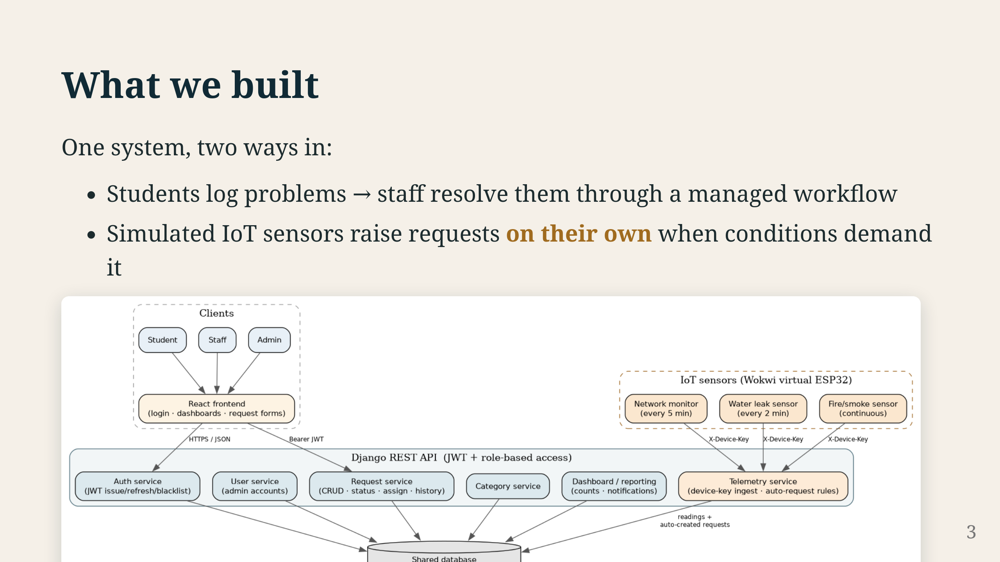 What we built
One system, two ways in:
• Students log problems → staff resolve them through a managed workflow
• Simulated IoT sensors raise requests on their own when conditions demand
it
Clients
Student
Staff
Admin
React frontend
(login · dashboards · request forms)
IoT sensors (Wokwi virtual ESP32)
Network monitor
(every 5 min)
Water leak sensor
(every 2 min)
Fire/smoke sensor
(continuous)
HTTPS / JSON
Bearer JWT
X-Device-Key
X-Device-Key
X-Device-Key
Django REST API (JWT + role-based access)
Auth service
(JWT issue/refresh/blacklist)
User service
(admin accounts)
Request service
(CRUD · status · assign · history)
Category service
Dashboard / reporting
(counts · notifications)
Telemetry service
(device-key ingest · auto-request rules)
readings +
auto-created requests
Shared database
3